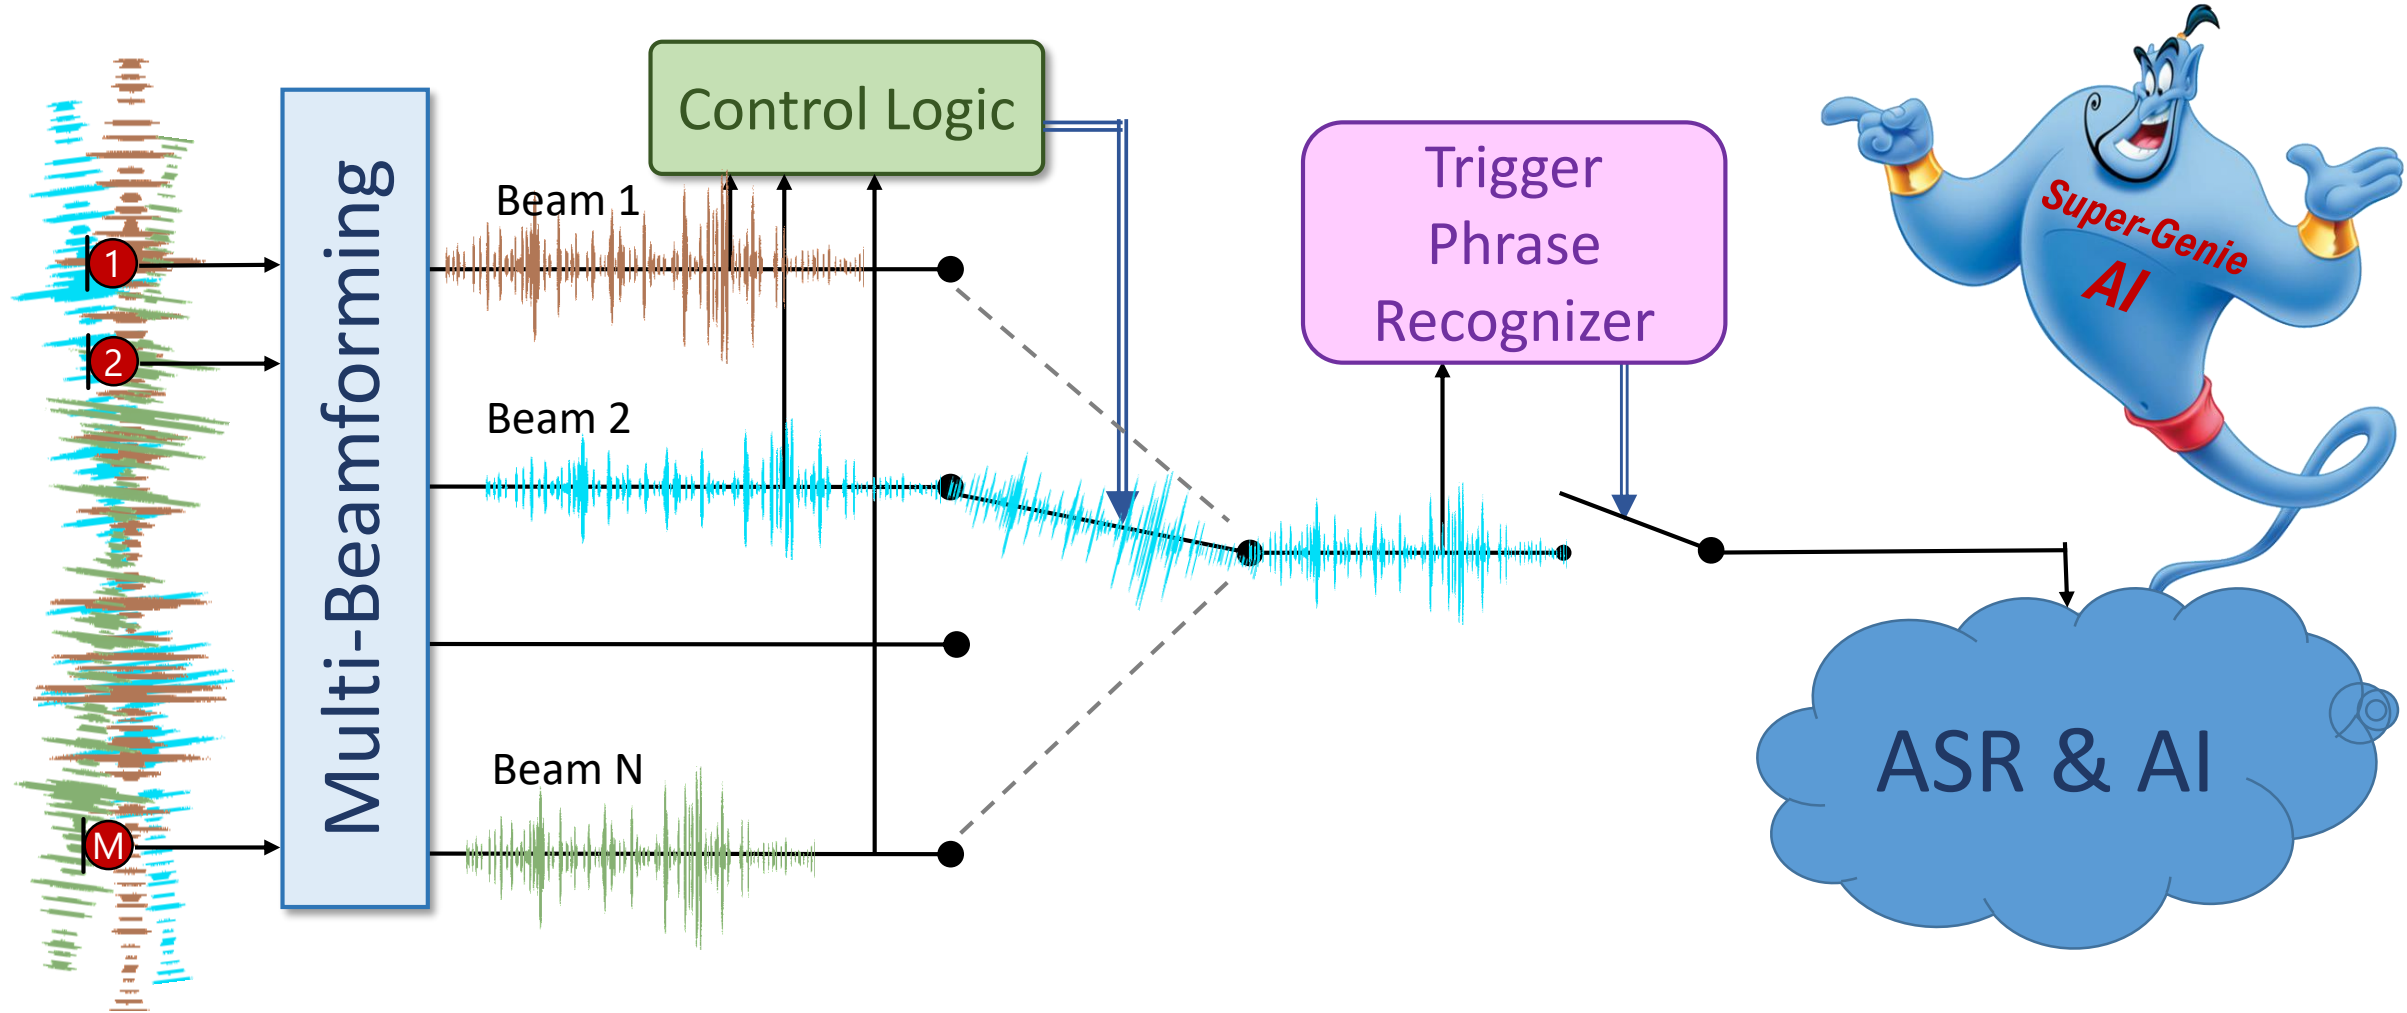 Control Logic
Trigger
Phrase
Recognizer
Super-Genie
AI
Multi-Beamforming
Beam 1
1
2
Beam 2
Beam N
M
ASR & AI